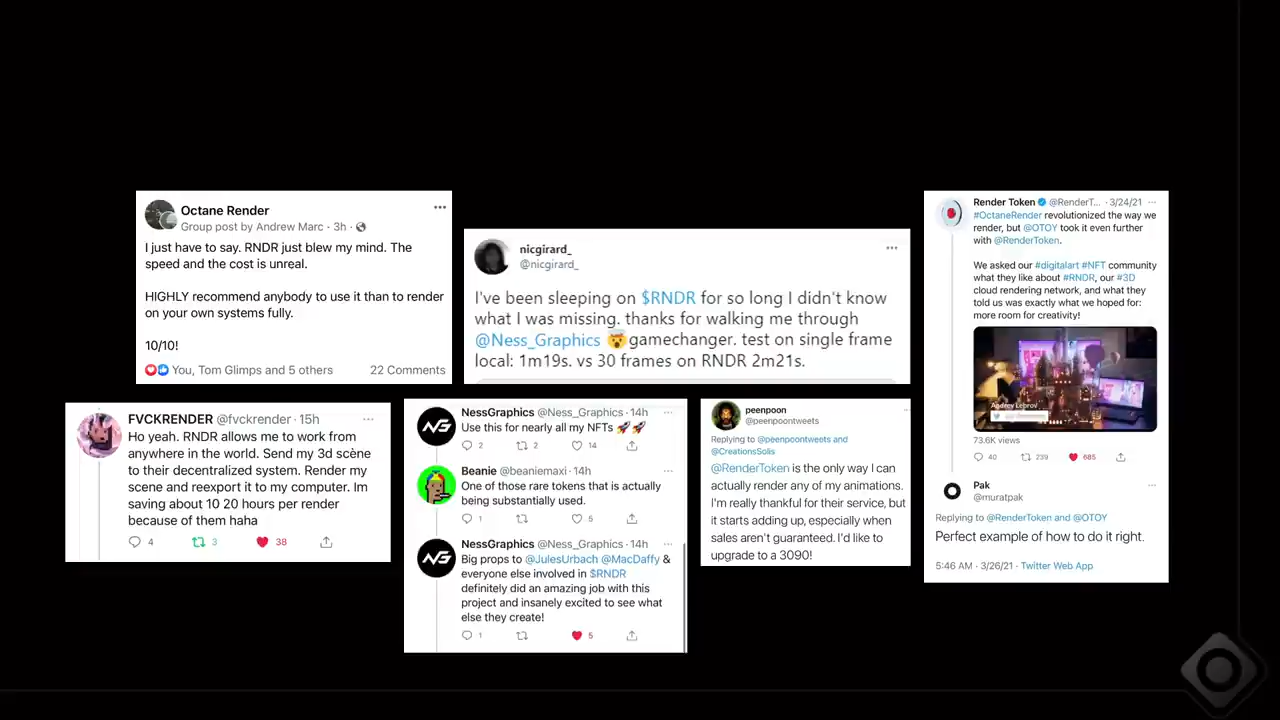 Octane Render
Group post by Andrew Marc · 3h ·
I just have to say. RNDR just blew my mind. The
speed and the cost is unreal.
HIGHLY recommend anybody to use it than to render
on your own systems fully.
10/10!
You, Tom Glimps and 5 others 22 Comments
nicgirard_
@nicgirard_
I've been sleeping on $RNDR for so long I didn't know
what I was missing. thanks for walking me through
@Ness_Graphics 🤯gamechanger. test on single frame
local: 1m19s. vs 30 frames on RNDR 2m21s.
Render Token @RenderT... · 3/24/21
#OctaneRender revolutionized the way we
render, but @OTOY took it even further
with @RenderToken.
We asked our #digitalart #NFT community
what they like about #RNDR, our #3D
cloud rendering network, and what they
told us was exactly what we hoped for:
more room for creativity!
Andrey Lebrov
73.6K views
40 239 685
Pak
@muratpak
Replying to @RenderToken and @OTOY
Perfect example of how to do it right.
5:46 AM · 3/26/21 · Twitter Web App
FVCKRENDER @fvckrender · 15h
Ho yeah. RNDR allows me to work from
anywhere in the world. Send my 3d scène
to their decentralized system. Render my
scene and reexport it to my computer. Im
saving about 10 20 hours per render
because of them haha
4 3 38
NessGraphics @Ness_Graphics · 14h
Use this for nearly all my NFTs 🚀🚀
2 2 14
Beanie @beaniemaxi · 14h
One of those rare tokens that is actually
being substantially used.
1 5
NessGraphics @Ness_Graphics · 14h
Big props to @JulesUrbach @MacDaffy &
everyone else involved in $RNDR
definitely did an amazing job with this
project and insanely excited to see what
else they create!
1 5
peenpoon
@peenpoontweets
Replying to @peenpoontweets and
@CreationsSolis
@RenderToken is the only way I can
actually render any of my animations.
I'm really thankful for their service, but
it starts adding up, especially when
sales aren't guaranteed. I'd like to
upgrade to a 3090!